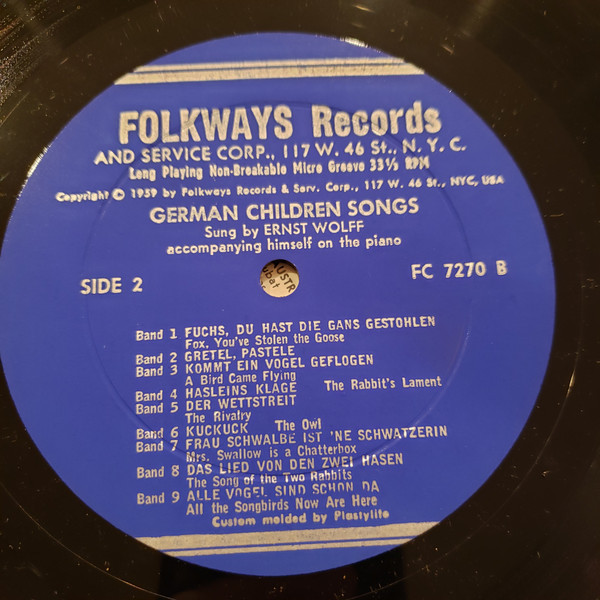 FOLKWAYS Records
AND SERVICE CORP., 117 W. 46 St., N. Y. C.
Long Playing Non-Breakable Micro Groove 33⅓ RPM
Copyright © 1959 by Folkways Records & Serv. Corp., 117 W. 46 St., NYC, USA
GERMAN CHILDREN SONGS
Sung by ERNST WOLFF
accompanying himself on the piano
SIDE 2
FC 7270 B
USTR
Band 1 FUCHS, DU HAST DIE GANS GESTOHLEN
Fox, You've Stolen the Goose
Band 2 GRETEL, PASTELE
Band 3 KOMMT EIN VOGEL GEFLOGEN
A Bird Came Flying
Band 4 HASLEINS KLAGE The Rabbit's Lament
Band 5 DER WETTSTREIT
The Rivalry
Band 6 KUCKUCK The Owl
Band 7 FRAU SCHWALBE IST 'NE SCHWATZERIN
Mrs. Swallow is a Chatterbox
Band 8 DAS LIED VON DEN ZWEI HASEN
The Song of the Two Rabbits
Band 9 ALLE VOGEL SIND SCHON DA
All the Songbirds Now Are Here
Custom molded by Plastylite